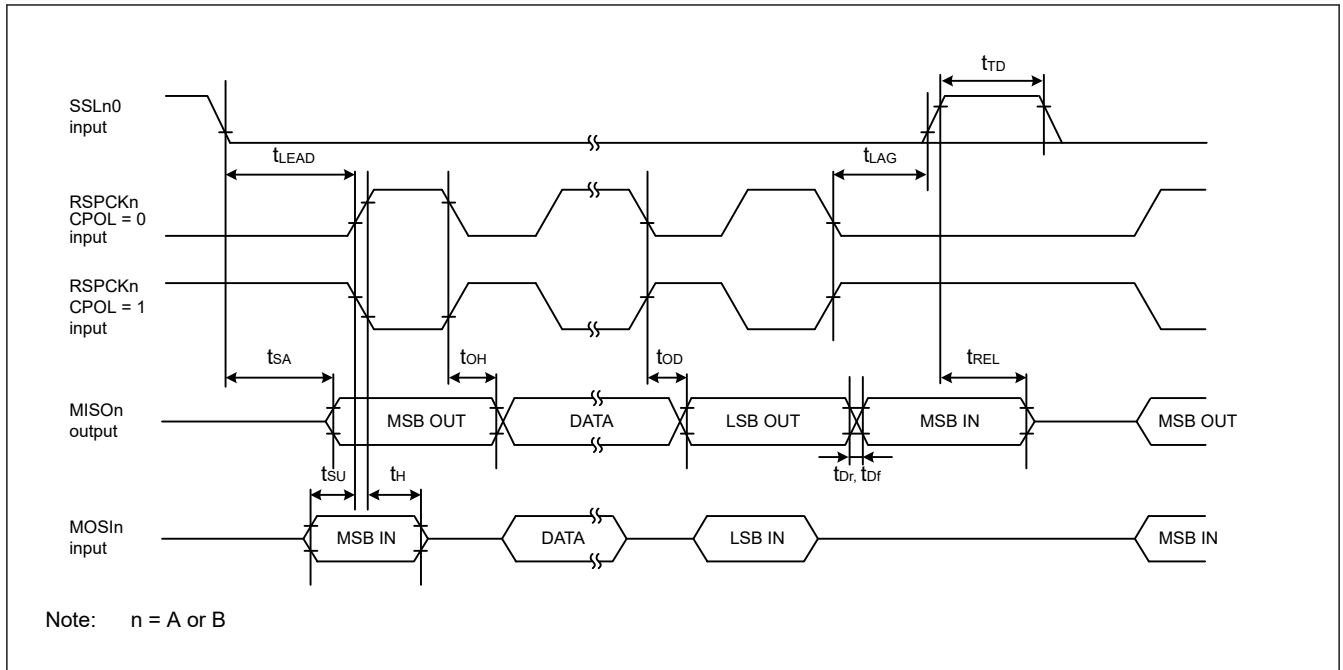 tTD
SSLn0
input
tLEAD
tLAG
RSPCKn
CPOL = 0
input
RSPCKn
CPOL = 1
input
tSA
tOH
tOD
tREL
MISOn
output
MSB OUT
DATA
LSB OUT
MSB IN
MSB OUT
tSU
tH
tDr, tDf
MOSIn
input
MSB IN
DATA
LSB IN
MSB IN
Note: n = A or B